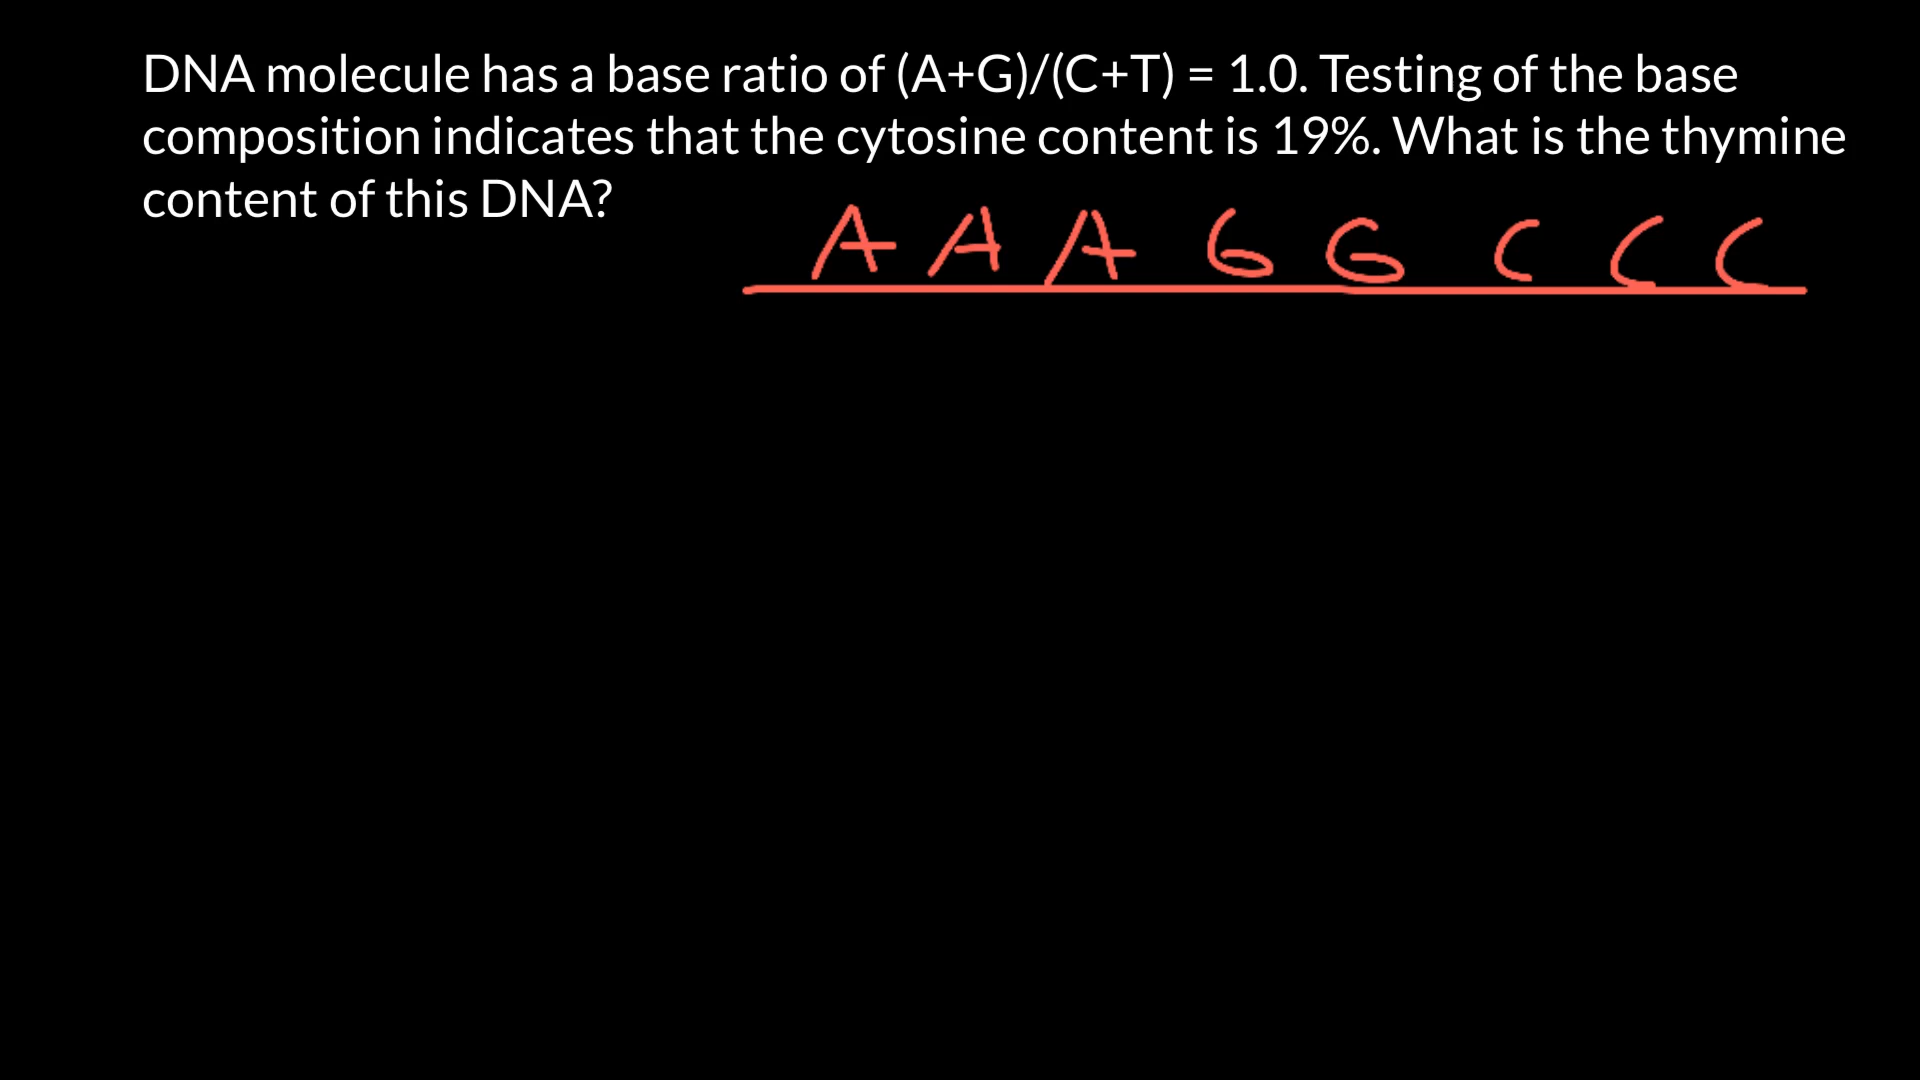 DNA molecule has a base ratio of (A+G)/(C+T) = 1.0. Testing of the base
composition indicates that the cytosine content is 19%. What is the thymine
content of this DNA?
A A A G G C C C